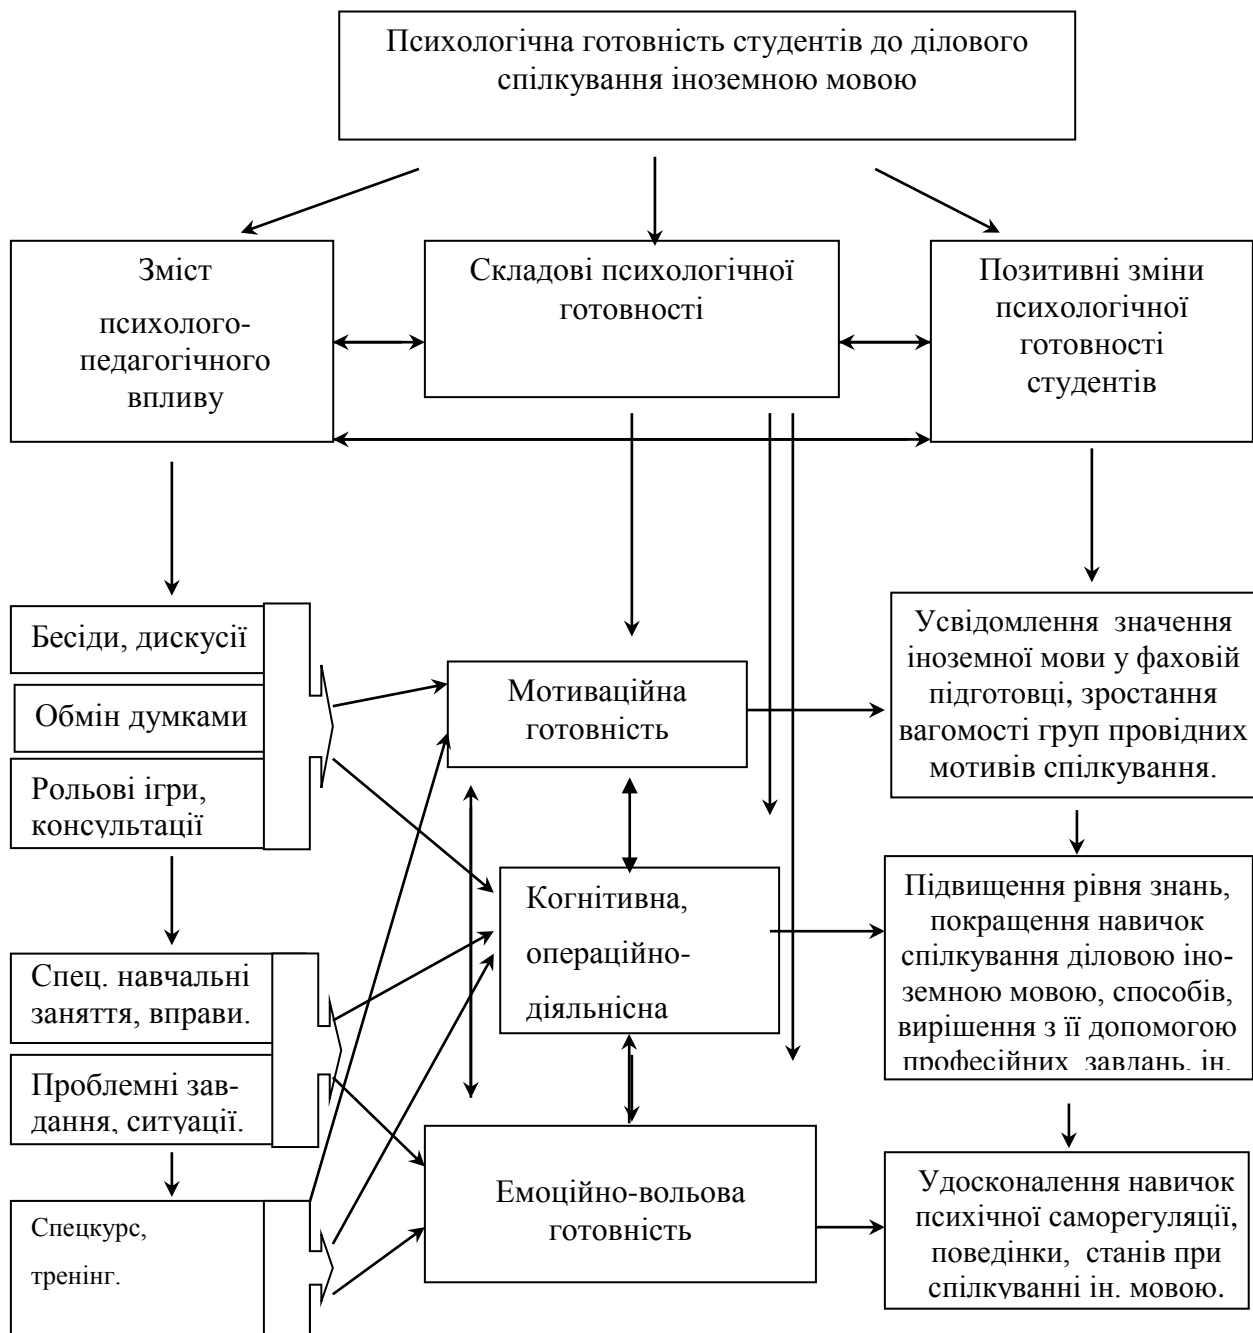 Психологічна готовність студентів до ділового
спілкування іноземною мовою
Зміст
психолого-
педагогічного
впливу
Складові психологічної
готовності
Позитивні зміни
психологічної
готовності
студентів
Бесіди, дискусії
Обмін думками
Рольові ігри,
консультації
Мотиваційна
готовність
Усвідомлення значення
іноземної мови у фаховій
підготовці, зростання
вагомості груп провідних
мотивів спілкування.
Спец. навчальні
заняття, вправи.
Проблемні зав-
дання, ситуації.
Когнітивна,
операційно-
діяльнісна
Підвищення рівня знань,
покращення навичок
спілкування діловою іно-
земною мовою, способів,
вирішення з її допомогою
професійних завдань, ін.
Спецкурс,
тренінг.
Емоційно-вольова
готовність
Удосконалення навичок
психічної саморегуляції,
поведінки, станів при
спілкуванні ін. мовою.